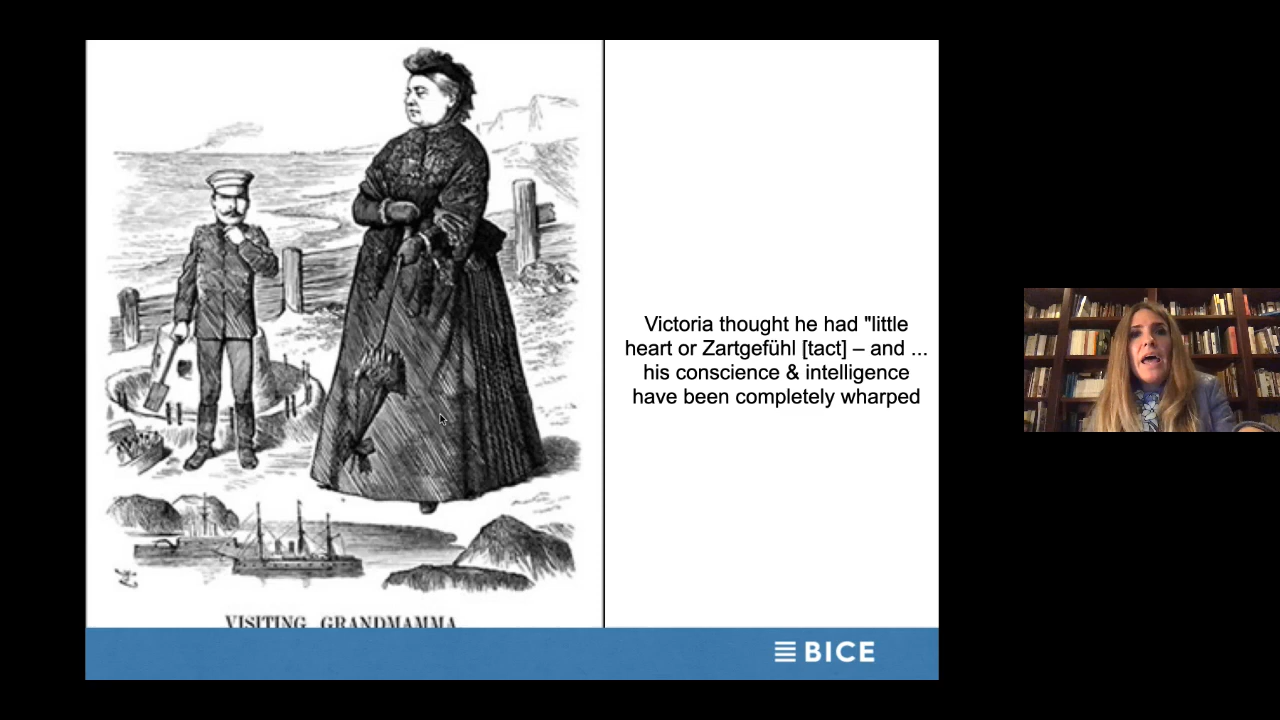 VISITING GRANDMAMMA
Victoria thought he had "little
heart or Zartgefühl [tact] – and ...
his conscience & intelligence
have been completely wharped
BICE